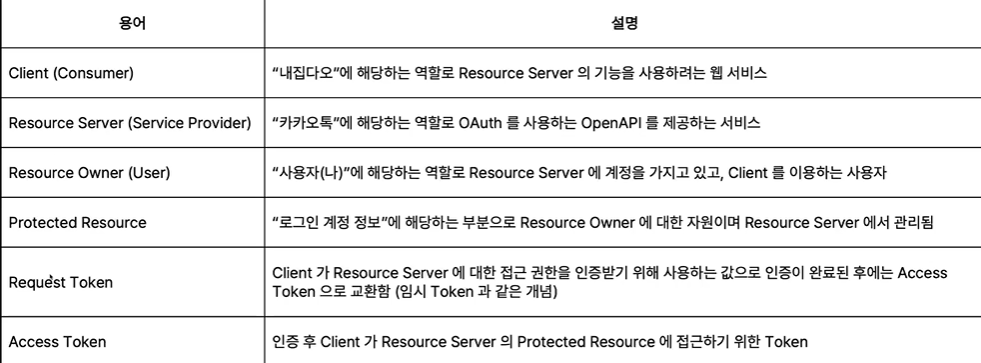 용어 설명
Client (Consumer) “내집다오”에 해당하는 역할로 Resource Server 의 기능을 사용하려는 웹 서비스
Resource Server (Service Provider) “카카오톡”에 해당하는 역할로 OAuth 를 사용하는 OpenAPI 를 제공하는 서비스
Resource Owner (User) “사용자(나)”에 해당하는 역할로 Resource Server 에 계정을 가지고 있고, Client 를 이용하는 사용자
Protected Resource “로그인 계정 정보”에 해당하는 부분으로 Resource Owner 에 대한 자원이며 Resource Server 에서 관리됨
Request Token Client 가 Resource Server 에 대한 접근 권한을 인증받기 위해 사용하는 값으로 인증이 완료된 후에는 Access
Token 으로 교환함 (임시 Token 과 같은 개념)
Access Token 인증 후 Client 가 Resource Server 의 Protected Resource 에 접근하기 위한 Token